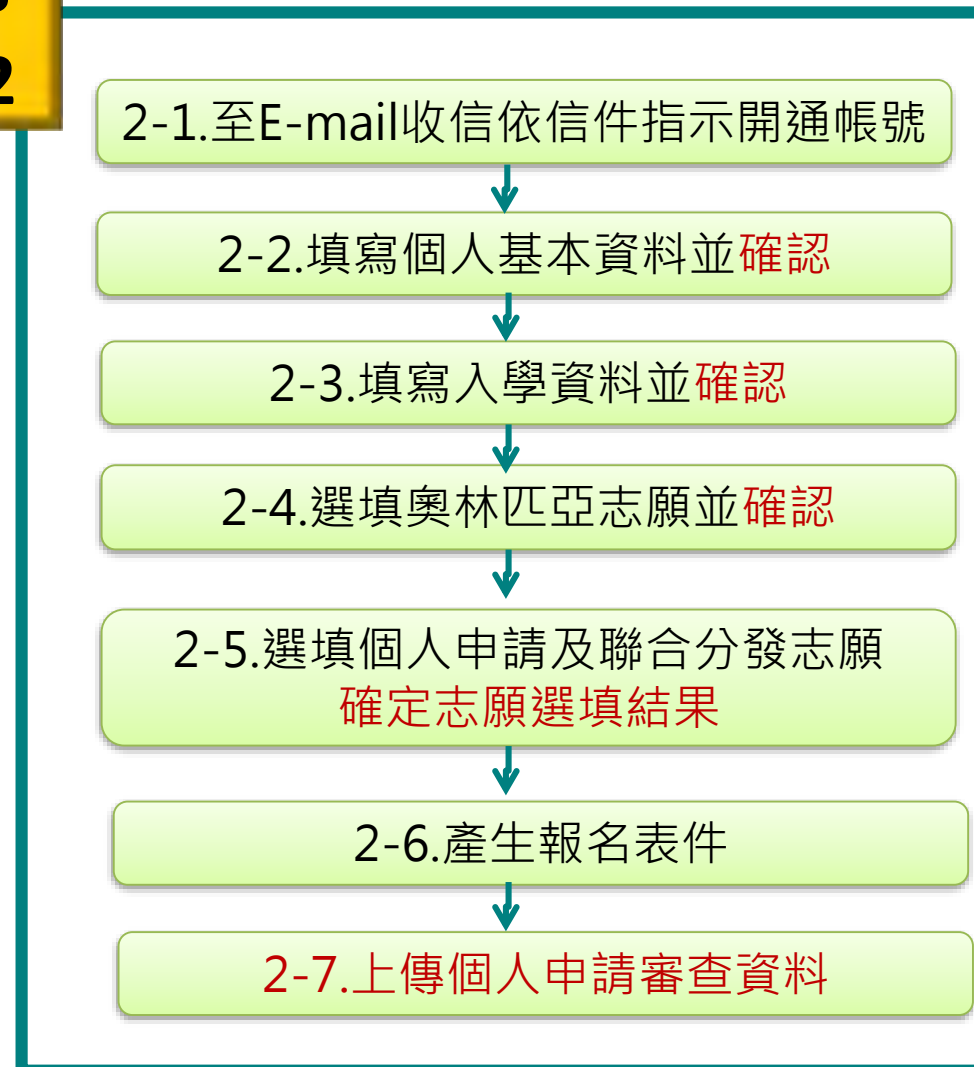 2
2-1.至E-mail收信依信件指示開通帳號
2-2.填寫個人基本資料並確認
2-3.填寫入學資料並確認
2-4.選填奧林匹亞志願並確認
2-5.選填個人申請及聯合分發志願
確定志願選填結果
2-6.產生報名表件
2-7.上傳個人申請審查資料